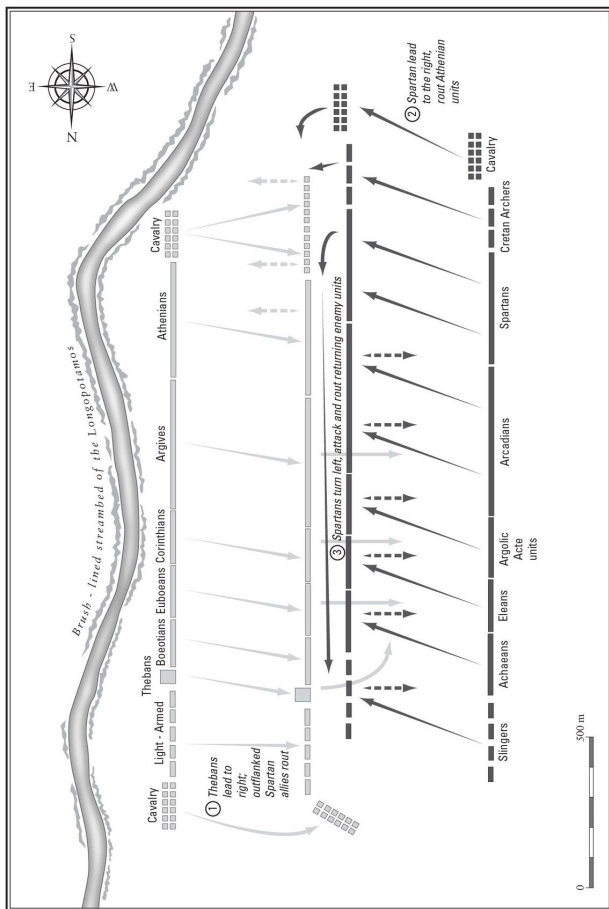 S
E
W
N
Brush - lined streambed of the Longopotamos
Cavalry
Light - Armed
Thebans
Boeotians
Euboeans
Corinthians
Argives
Athenians
Cavalry
① Thebans
lead to
right;
outflanked
Spartan
allies rout
② Spartan lead
to the right,
rout Athenian
units
③ Spartans turn left, attack and rout returning enemy units
Slingers
Achaeans
Eleans
Argolic
Acte
units
Arcadians
Spartans
Cretan Archers
Cavalry
0
500 m